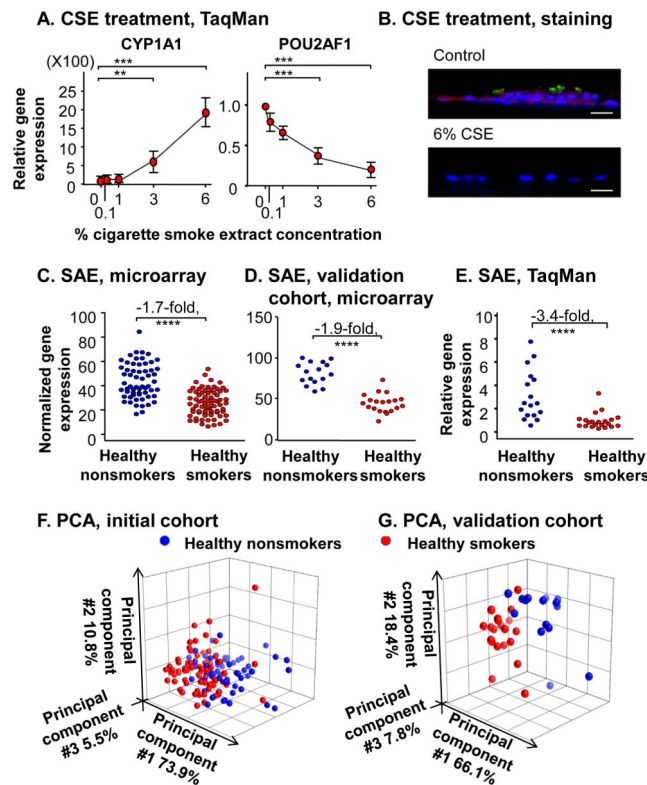 A. CSE treatment, TaqMan
CYP1A1
POU2AF1
(X100)
***
**
***
***
Relative gene
expression
25
20
15
10
5
0
1.0
0.5
0
0
0.1
1
3
6
0
0.1
1
3
6
% cigarette smoke extract concentration
B. CSE treatment, staining
Control
6% CSE
C. SAE, microarray
-1.7-fold,
****
Normalized gene
expression
100
80
60
40
20
0
Healthy
nonsmokers
Healthy
smokers
D. SAE, validation
cohort, microarray
-1.9-fold,
****
100
50
0
Healthy
nonsmokers
Healthy
smokers
E. SAE, TaqMan
-3.4-fold,
****
Relative gene
expression
10
8
6
4
2
0
Healthy
nonsmokers
Healthy
smokers
F. PCA, initial cohort
G. PCA, validation cohort
Healthy nonsmokers
Healthy smokers
Principal
component
#2 10.8%
Principal
component
#3 5.5%
Principal
component
#1 73.9%
Principal
component
#2 18.4%
Principal
component
#3 7.8%
Principal
component
#1 66.1%